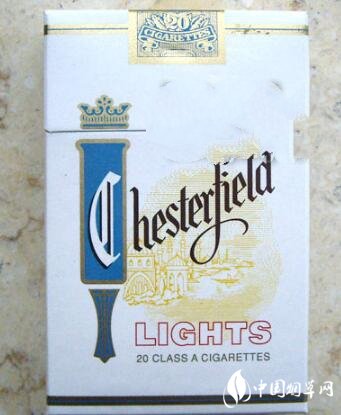 20
CIGARETTES
Chesterfield
LIGHTS
20 CLASS A CIGARETTES
中国烟草网